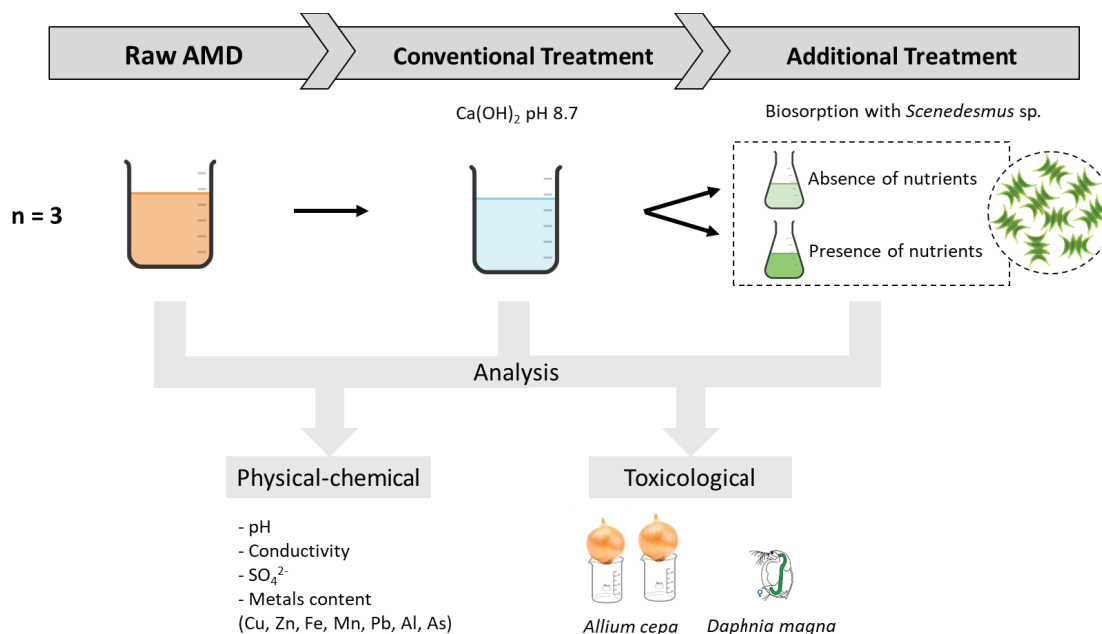 Raw AMD
Conventional Treatment
Additional Treatment
Ca(OH)₂ pH 8.7
Biosorption with Scenedesmus sp.
n = 3
Absence of nutrients
Presence of nutrients
Analysis
Physical-chemical
Toxicological
- pH
- Conductivity
- SO₄²⁻
- Metals content
(Cu, Zn, Fe, Mn, Pb, Al, As)
Allium cepa
Daphnia magna